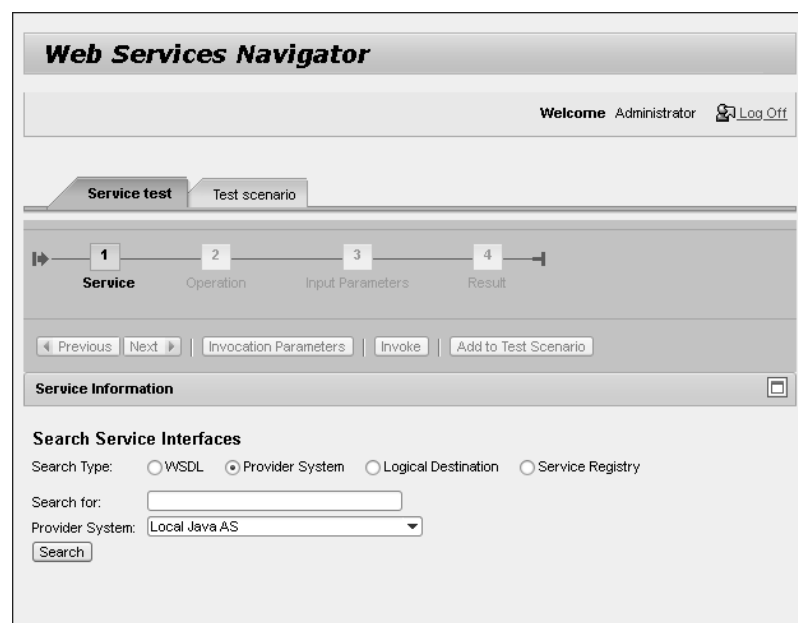 Web Services Navigator
Welcome Administrator Log Off
Service test Test scenario
1 2 3 4
Service Operation Input Parameters Result
Previous Next Invocation Parameters Invoke Add to Test Scenario
Service Information
Search Service Interfaces
Search Type: WSDL Provider System Logical Destination Service Registry
Search for:
Provider System: Local Java AS
Search